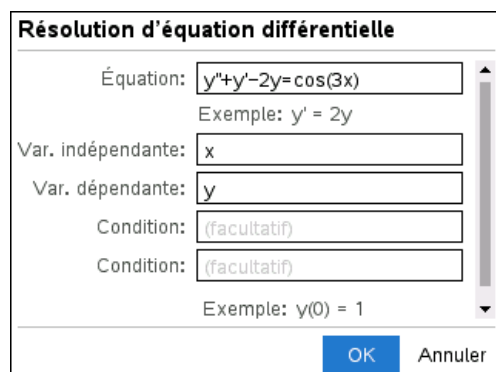 Résolution d'équation différentielle
Équation: y"+y'−2y=cos(3x)
Exemple: y' = 2y
Var. indépendante: x
Var. dépendante: y
Condition: (facultatif)
Condition: (facultatif)
Exemple: y(0) = 1
OK Annuler